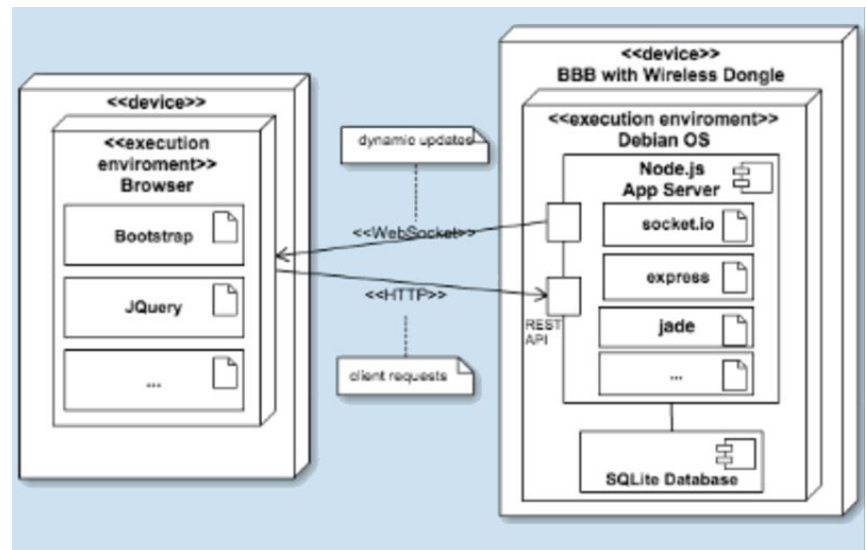 <<device>>
<<execution
enviroment>>
Browser
Bootstrap
JQuery
...
dynamic updates
<<WebSocket>>
<<HTTP>>
client requests
<<device>>
BBB with Wireless Dongle
<<execution enviroment>>
Debian OS
Node.js
App Server
socket.io
express
jade
...
REST
API
SQLite Database